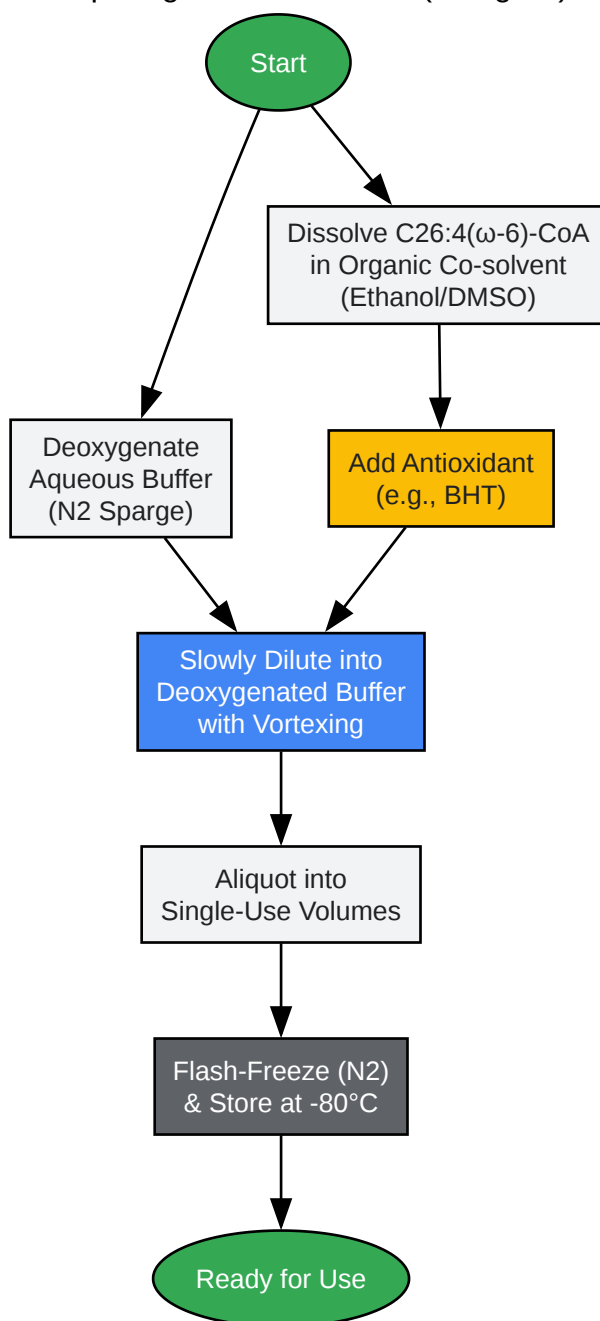 Start
Dissolve C26:4(ω-6)-CoA
in Organic Co-solvent
(Ethanol/DMSO)
Deoxygenate
Aqueous Buffer
(N2 Sparge)
Add Antioxidant
(e.g., BHT)
Slowly Dilute into
Deoxygenated Buffer
with Vortexing
Aliquot into
Single-Use Volumes
Flash-Freeze (N2)
& Store at -80°C
Ready for Use